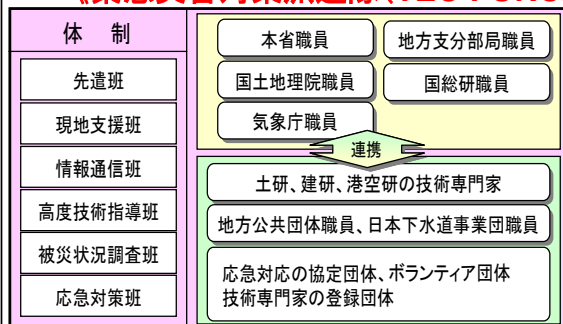 体 制
先遣班
現地支援班
情報通信班
高度技術指導班
被災状況調査班
応急対策班
本省職員
地方支分部局職員
国土地理院職員
国総研職員
気象庁職員
連携
土研、建研、港空研の技術専門家
地方公共団体職員、日本下水道事業団職員
応急対応の協定団体、ボランティア団体
技術専門家の登録団体